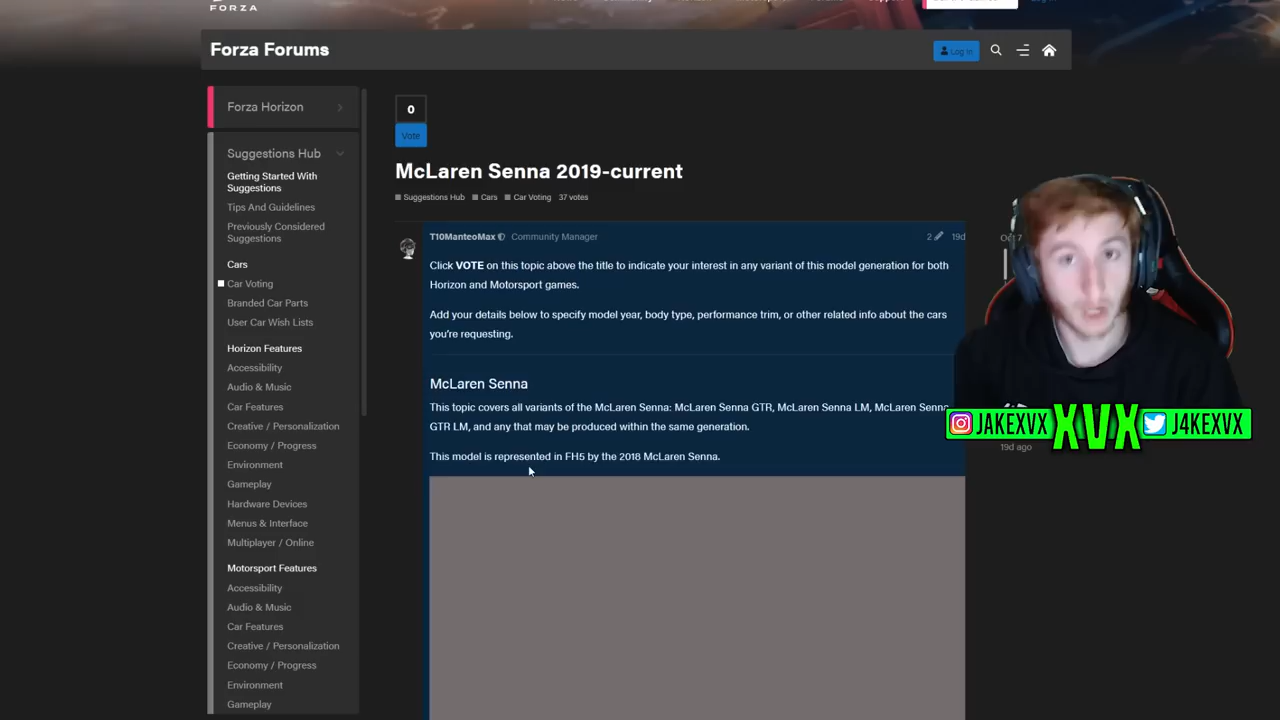 FORZA
Forza Forums
Log In
Forza Horizon
0
Vote
Suggestions Hub
McLaren Senna 2019-current
Getting Started With
Suggestions
Suggestions Hub Cars Car Voting 37 votes
Tips And Guidelines
Previously Considered
Suggestions
T10ManteoMax Community Manager 2 19d
Oct 7
Cars
Click VOTE on this topic above the title to indicate your interest in any variant of this model generation for both
Horizon and Motorsport games.
Car Voting
Branded Car Parts
Add your details below to specify model year, body type, performance trim, or other related info about the cars
you're requesting.
User Car Wish Lists
Horizon Features
Accessibility
McLaren Senna
Audio & Music
This topic covers all variants of the McLaren Senna: McLaren Senna GTR, McLaren Senna LM, McLaren Senna
GTR LM, and any that may be produced within the same generation.
Car Features
Creative / Personalization
JAKEXVX XVX J4KEXVX
Economy / Progress
19d ago
This model is represented in FH5 by the 2018 McLaren Senna.
Environment
Gameplay
Hardware Devices
Menus & Interface
Multiplayer / Online
Motorsport Features
Accessibility
Audio & Music
Car Features
Creative / Personalization
Economy / Progress
Environment
Gameplay